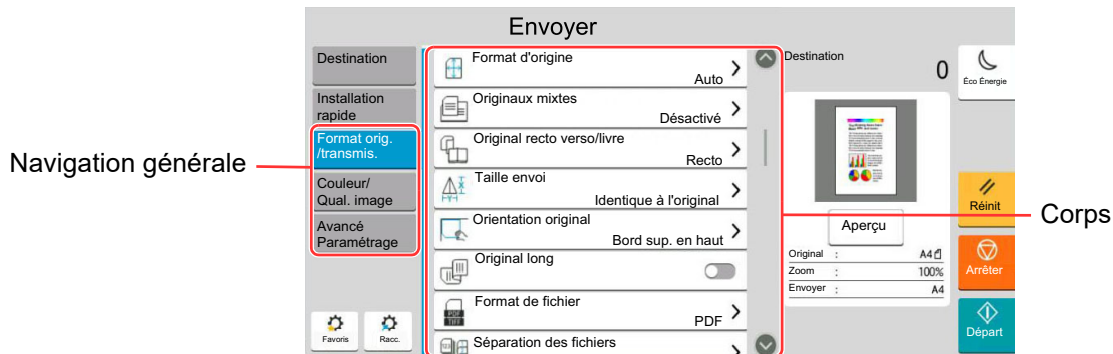 Envoyer
Navigation générale
Destination
Installation
rapide
Format orig.
/transmis.
Couleur/
Qual. image
Avancé
Paramétrage
Favoris
Racc.
Format d'origine
Auto
Originaux mixtes
Désactivé
Original recto verso/livre
Recto
Taille envoi
Identique à l'original
Orientation original
Bord sup. en haut
Original long
Format de fichier
PDF
TIFF
PDF
Séparation des fichiers
Destination
0
Aperçu
Original : A4
Zoom : 100%
Envoyer : A4
Éco Énergie
Réinit
Arrêter
Départ
Corps